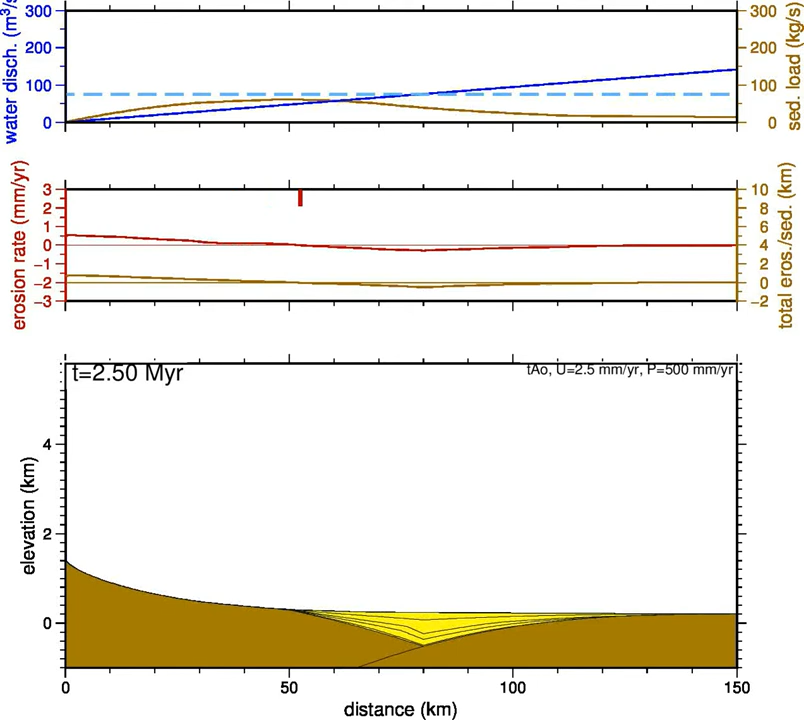 water disch. (m³/s
300
200
100
0
300
200
100
0
sed. load (kg/s)
erosion rate (mm/yr)
3
2
1
0
−1
−2
−3
10
8
6
4
2
0
−2
total eros./sed. (km)
t=2.50 Myr
tAo, U=2.5 mm/yr, P=500 mm/yr
elevation (km)
4
2
0
0 50 100 150
distance (km)